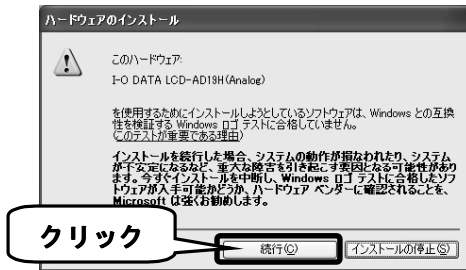 ハードウェアのインストール
このハードウェア:
I-O DATA LCD-AD19H(Analog)
を使用するためにインストールしようとしているソフトウェアは、Windows との互換
性を検証する Windows ロゴ テストに合格していません。
(このテストが重要である理由)
インストールを続行した場合、システムの動作が損なわれたり、システム
が不安定になるなど、重大な障害を引き起こす要因となる可能性があり
ます。今すぐインストールを中断し、Windows ロゴ テストに合格したソフ
トウェアが入手可能かどうか、ハードウェア ベンダーに確認されることを、
Microsoft は強くお勧めします。
クリック
続行(C)
インストールの停止(S)